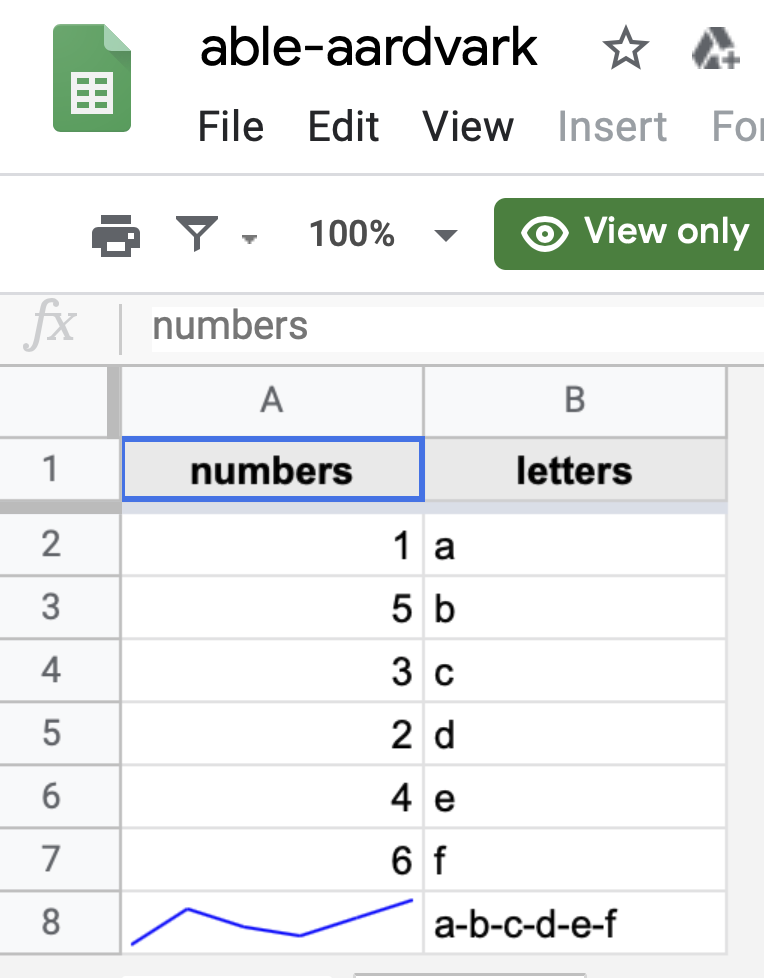 able-aardvark
File Edit View Insert For
100% View only
fx numbers
A B
1 numbers letters
2 1 a
3 5 b
4 3 c
5 2 d
6 4 e
7 6 f
8 a-b-c-d-e-f